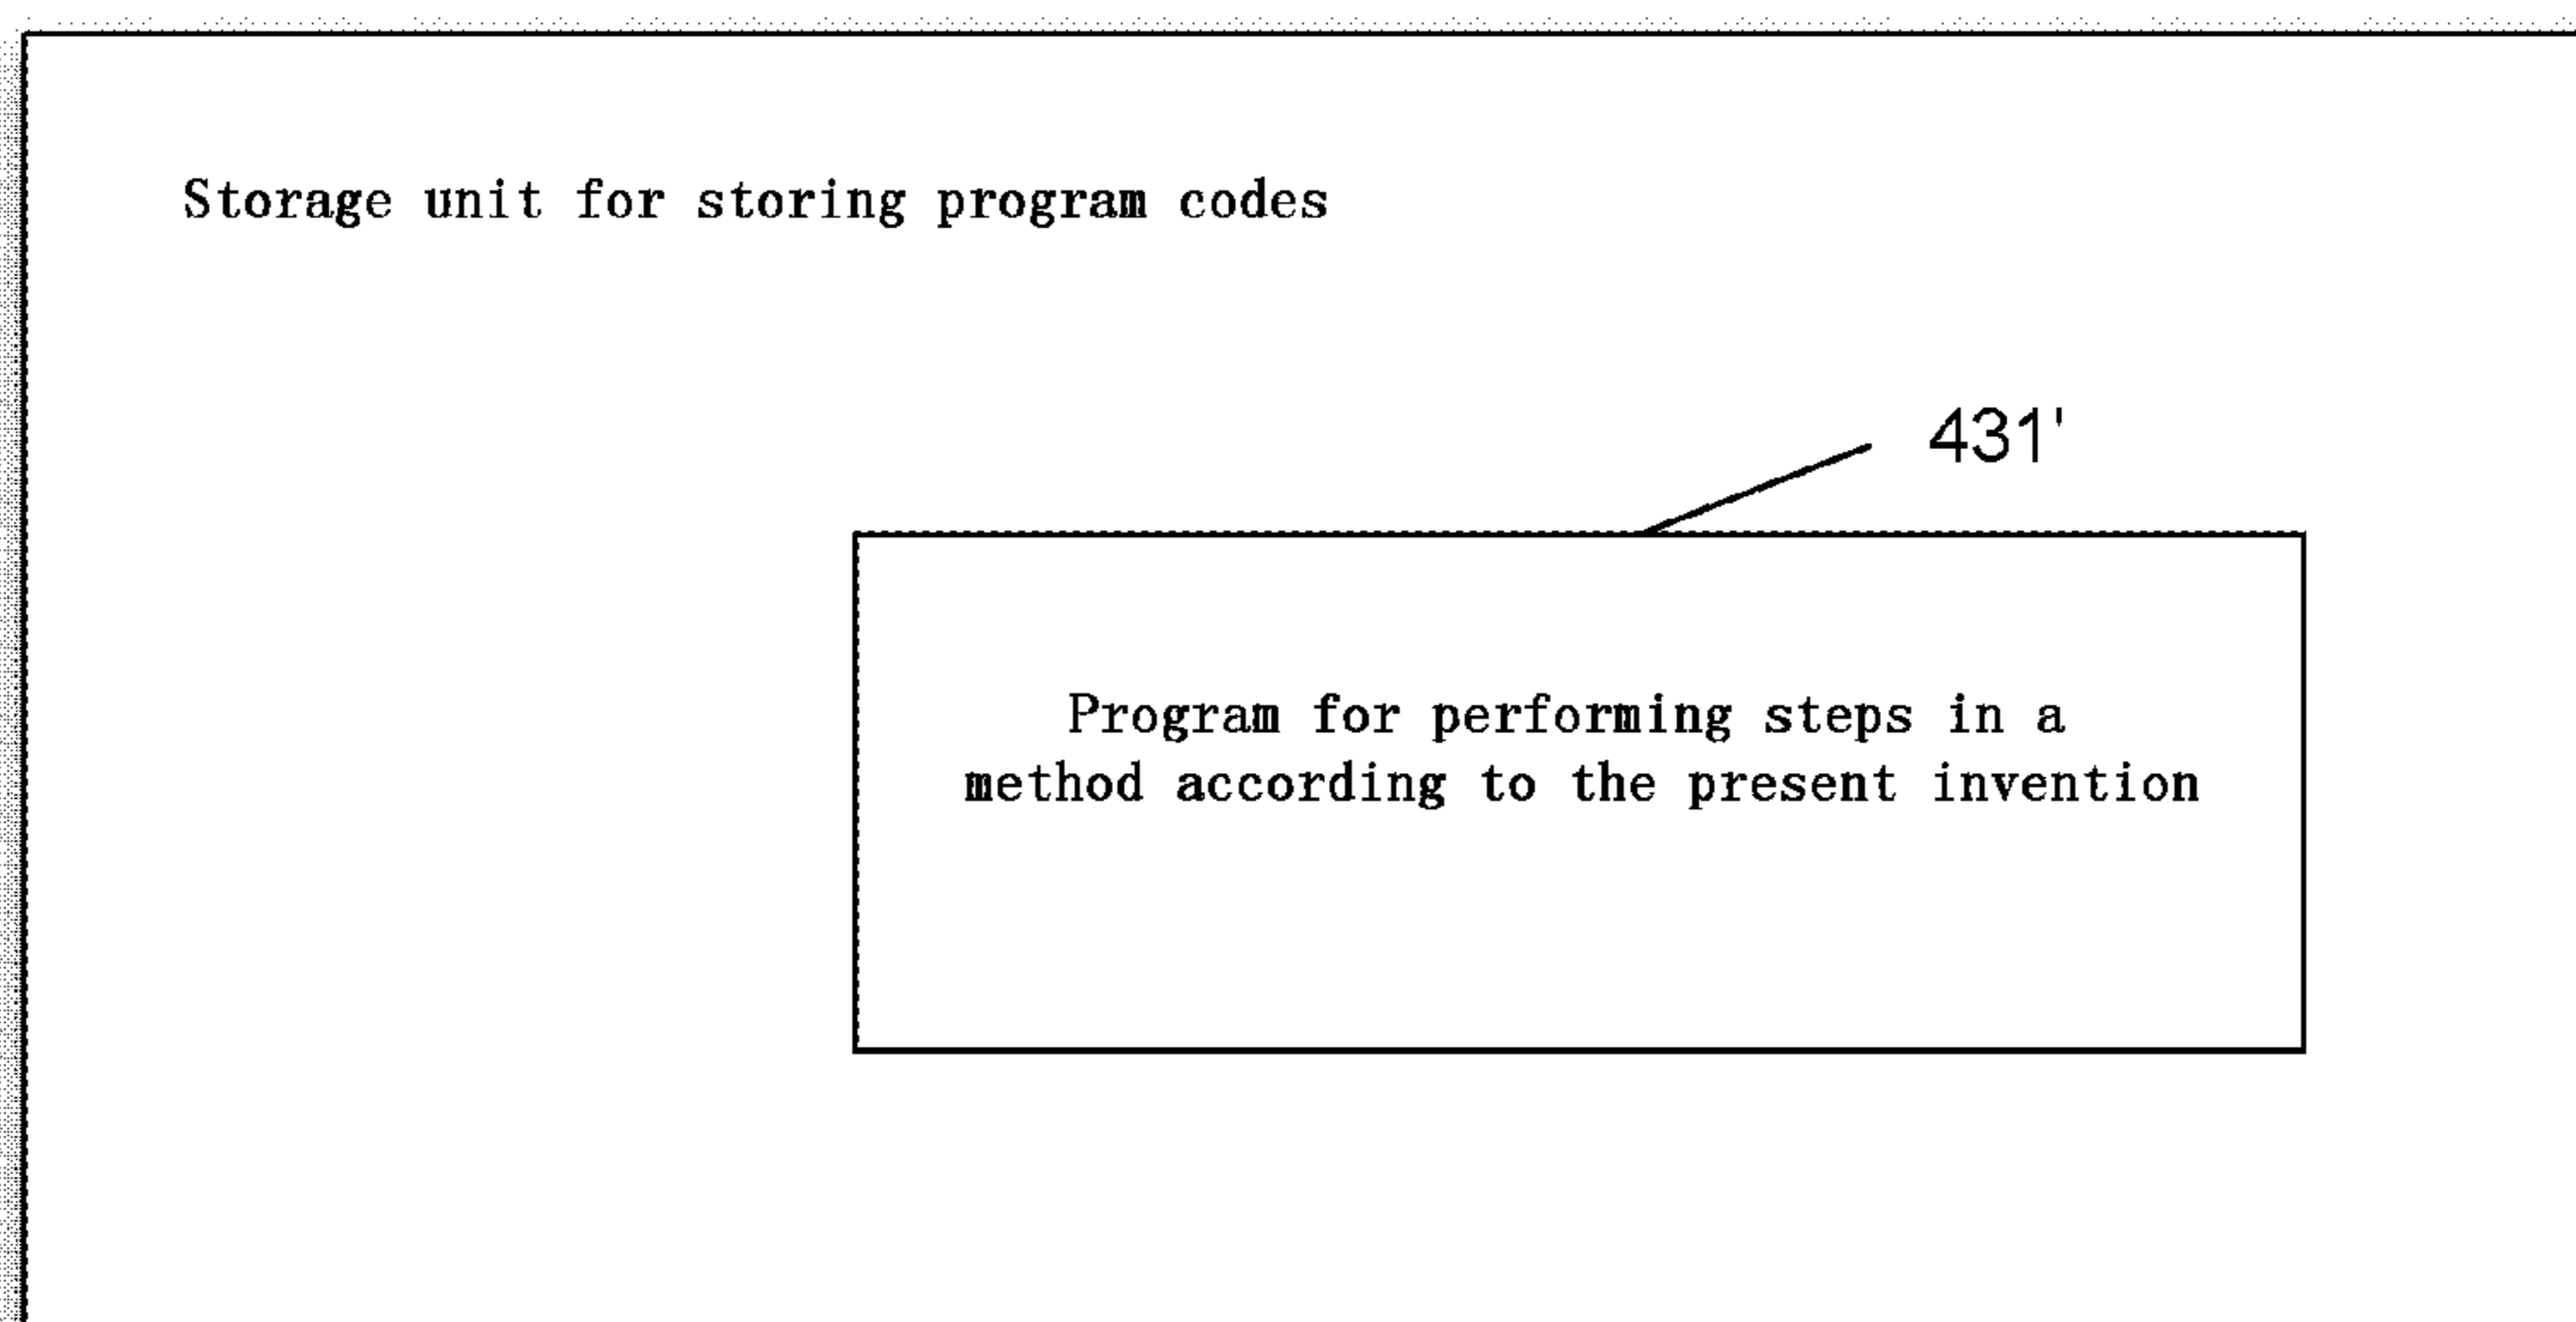 Storage unit for storing program codes
431'
Program for performing steps in a
method according to the present invention